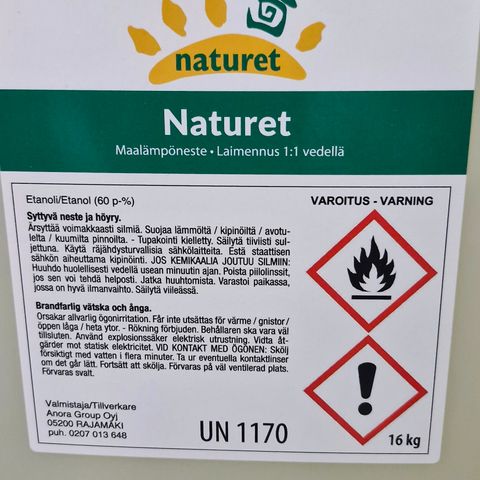 naturet
Naturet
Maalämpöneste • Laimennus 1:1 vedellä
Etanoli/Etanol (60 p-%)
VAROITUS - VARNING
Syttyvä neste ja höyry.
Ärsyttää voimakkaasti silmiä. Suojaa lämmöltä / kipinöiltä / avotu-
lelta / kuumilta pinnoilta. - Tupakointi kielletty. Säilytä tiiviisti sul-
jettuna. Käytä räjähdysturvallisia sähkölaitteita. Estä staattisen
sähkön aiheuttama kipinöinti. JOS KEMIKAALIA JOUTUU SILMIIN:
Huuhdo huolellisesti vedellä usean minuutin ajan. Poista piilolinssit,
jos sen voi tehdä helposti. Jatka huuhtomista. Varastoi paikassa,
jossa on hyvä ilmanvaihto. Säilytä viileässä.
Brandfarlig vätska och ånga.
Orsakar allvarlig ögonirritation. Får inte utsättas för värme / gnistor /
öppen låga / heta ytor. - Rökning förbjuden. Behållaren ska vara väl
tillsluten. Använd explosionssäker elektrisk utrustning. Vidta åt-
gärder mot statisk elektricitet. VID KONTAKT MED ÖGONEN: Skölj
försiktigt med vatten i flera minuter. Ta ur eventuella kontaktlinser
om det går lätt. Fortsätt att skölja. Förvaras på väl ventilerad plats.
Förvaras svalt.
Valmistaja/Tillverkare
Anora Group Oyj
05200 RAJAMÄKI
puh. 0207 013 648
UN 1170
16 kg